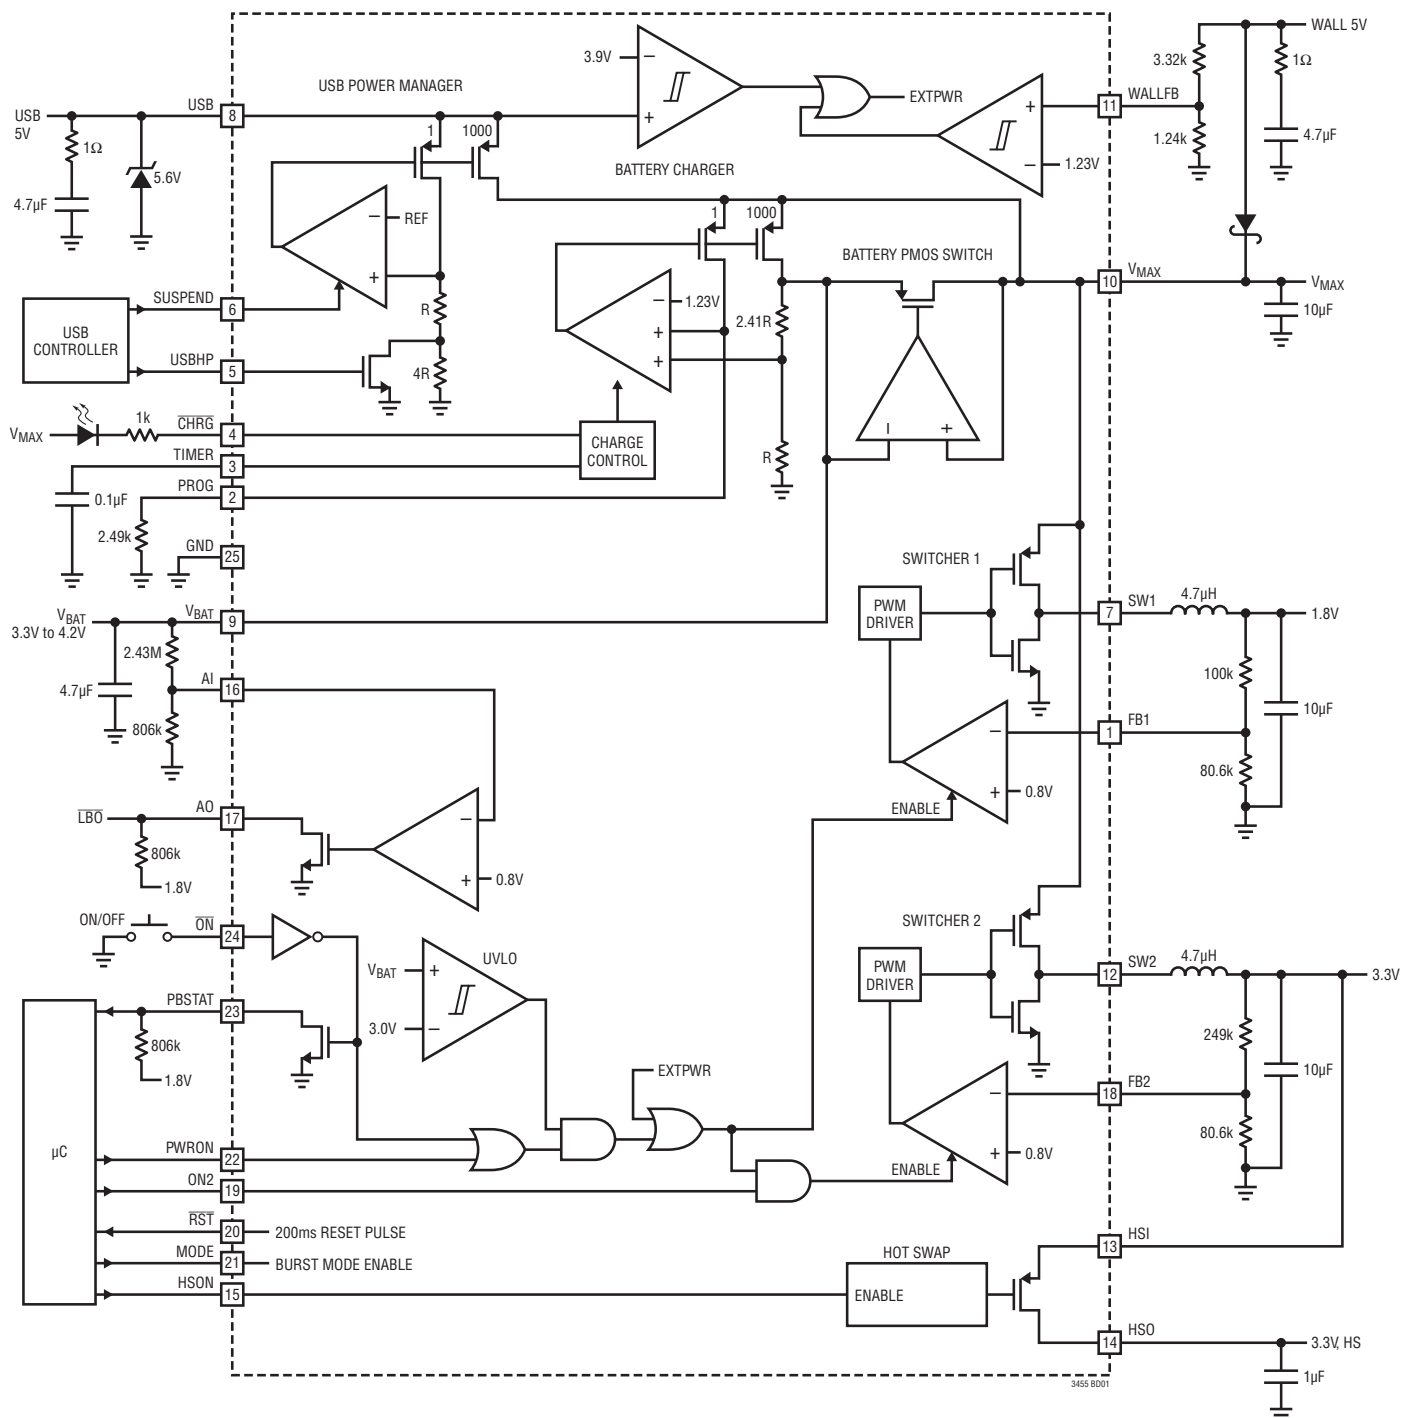 WALL 5V
3.9V
−
3.32k
1Ω
USB POWER MANAGER
USB
USB
5V
8
1
1000
+
EXTPWR
+
11
WALLFB
1Ω
BATTERY CHARGER
1.24k
4.7µF
−
1.23V
5.6V
4.7µF
−
REF
1
1000
BATTERY PMOS SWITCH
VMAX
10
VMAX
+
SUSPEND
6
−
1.23V
10µF
USB
CONTROLLER
R
2.41R
+
USBHP
5
+
4R
VMAX
1k
CHRG
4
CHARGE
CONTROL
−
+
TIMER
3
R
PROG
2
0.1µF
2.49k
GND
25
SWITCHER 1
PWM
DRIVER
SW1
7
4.7µH
1.8V
VBAT
3.3V to 4.2V
VBAT
9
2.43M
100k
AI
16
4.7µF
10µF
806k
−
FB1
1
80.6k
+
0.8V
ENABLE
LBO
AO
17
−
806k
1.8V
+
0.8V
ON/OFF
ON
24
SWITCHER 2
UVLO
PWM
DRIVER
SW2
12
4.7µH
3.3V
VBAT
+
PBSTAT
23
3.0V
−
249k
806k
1.8V
EXTPWR
10µF
−
FB2
18
80.6k
µC
PWRON
22
+
0.8V
ENABLE
ON2
19
RST
20
200ms RESET PULSE
HSI
13
MODE
21
BURST MODE ENABLE
HOT SWAP
HSON
15
ENABLE
HSO
14
3.3V, HS
1µF
3455 BD01